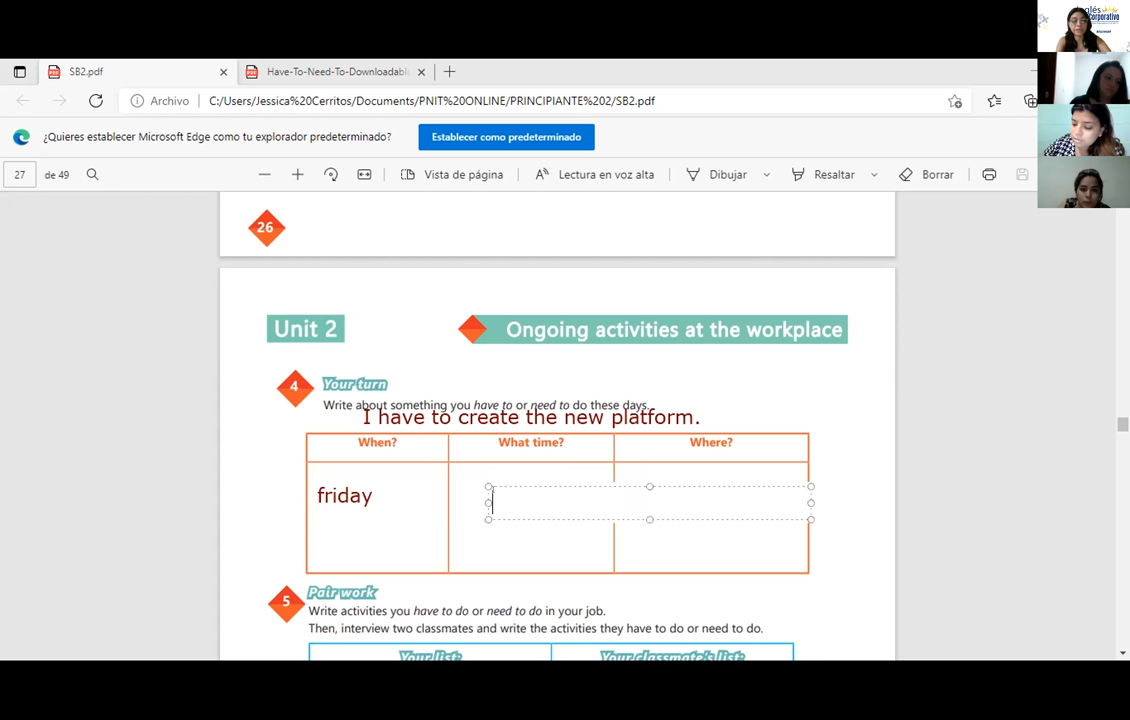 Inglés
Corporativo
SB2.pdf
Have-To-Need-To-Downloadabl
Archivo
C:/Users/Jessica%20Cerritos/Documents/PNIT%20ONLINE/PRINCIPIANTE%202/SB2.pdf
¿Quieres establecer Microsoft Edge como tu explorador predeterminado?
Establecer como predeterminado
27
de 49
Vista de página
Lectura en voz alta
Dibujar
Resaltar
Borrar
26
Unit 2
Ongoing activities at the workplace
4
Your turn
Write about something you have to or need to do these days.
I have to create the new platform.
When?
What time?
Where?
friday
5
Pair work
Write activities you have to do or need to do in your job.
Then, interview two classmates and write the activities they have to do or need to do.
Your list:
Your classmate's list: